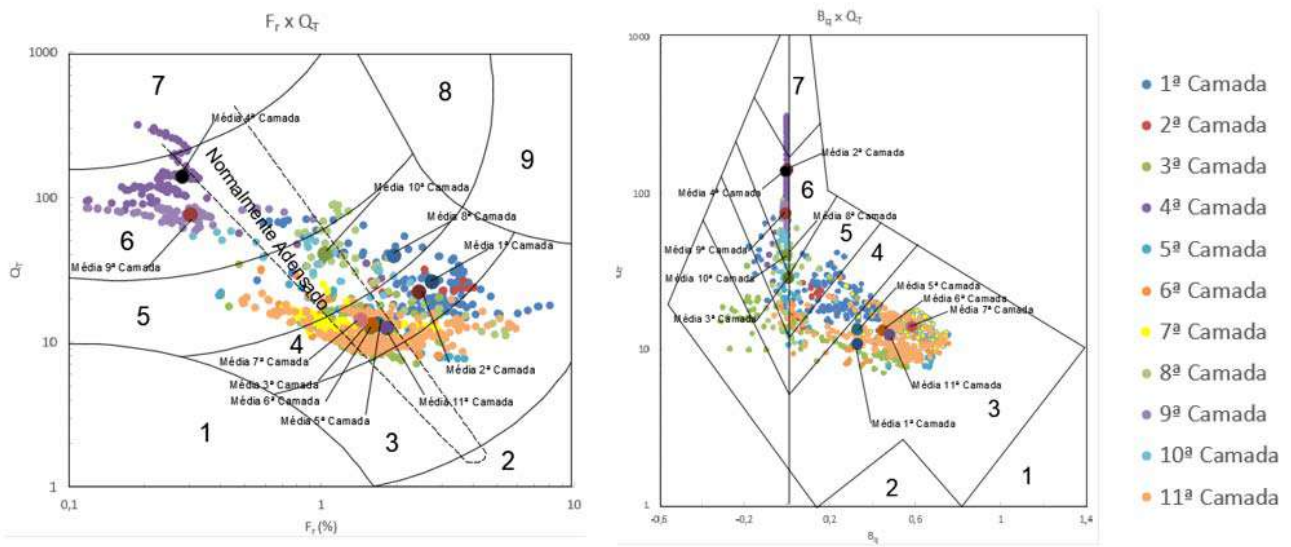 Fr x QT
1000
7
8
Média 4ª Camada
9
Normalmente Adensado
Média 10ª Camada
100
QT
6
Média 8ª Camada
Média 1ª Camada
Média 9ª Camada
5
10
4
Média 7ª Camada
Média 2ª Camada
Média 3ª Camada
Média 6ª Camada
Média 11ª Camada
Média 5ª Camada
1
3
2
1
0,1
1
10
Fr (%)
Bq x QT
1000
7
Média 2ª Camada
100
Média 4ª Camada
6
Média 8ª Camada
5
4
Média 9ª Camada
Média 10ª Camada
Média 5ª Camada
Média 6ª Camada
Média 7ª Camada
Média 3ª Camada
10
Média 11ª Camada
3
Média 1ª Camada
2
1
1
-0,6
-0,2
0,2
0,6
1
1,4
Bq
1ª Camada
2ª Camada
3ª Camada
4ª Camada
5ª Camada
6ª Camada
7ª Camada
8ª Camada
9ª Camada
10ª Camada
11ª Camada